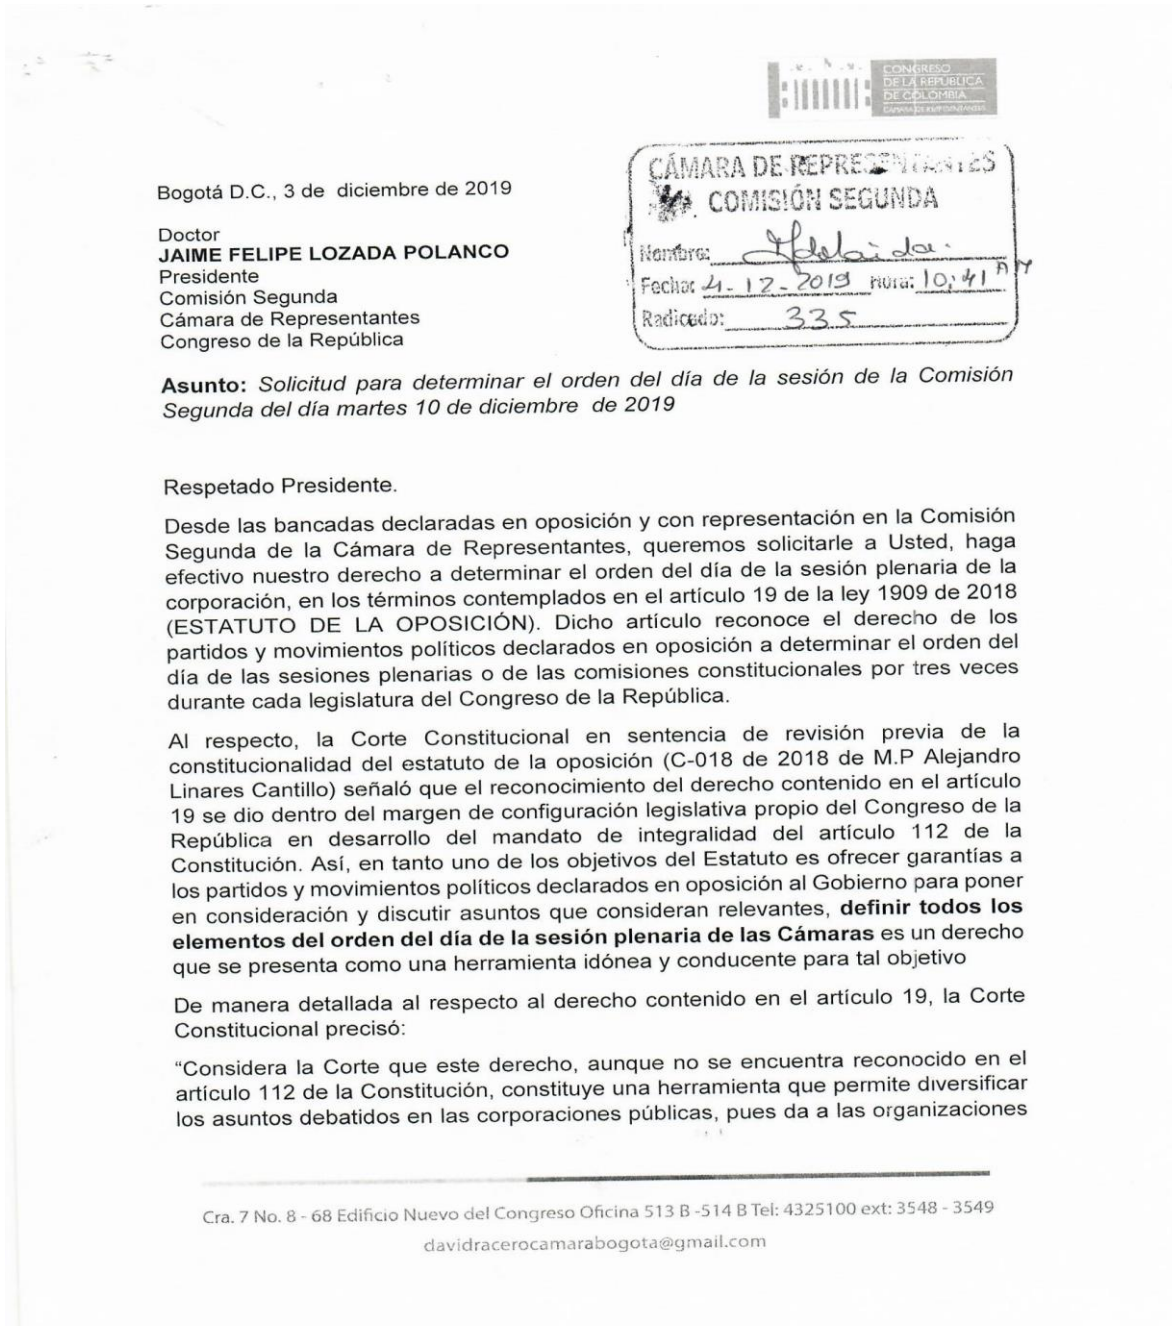 CONGRESO
DE LA REPÚBLICA
DE COLOMBIA
CÁMARA DE REPRESENTANTES
CÁMARA DE REPRESENTANTES
COMISIÓN SEGUNDA
Nombre: Adelaida.
Fecha: 4-12-2019 Hora: 10:41 AM
Radicado: 335
Bogotá D.C., 3 de diciembre de 2019
Doctor
JAIME FELIPE LOZADA POLANCO
Presidente
Comisión Segunda
Cámara de Representantes
Congreso de la República
Asunto: Solicitud para determinar el orden del día de la sesión de la Comisión
Segunda del día martes 10 de diciembre de 2019
Respetado Presidente.
Desde las bancadas declaradas en oposición y con representación en la Comisión
Segunda de la Cámara de Representantes, queremos solicitarle a Usted, haga
efectivo nuestro derecho a determinar el orden del día de la sesión plenaria de la
corporación, en los términos contemplados en el artículo 19 de la ley 1909 de 2018
(ESTATUTO DE LA OPOSICIÓN). Dicho artículo reconoce el derecho de los
partidos y movimientos políticos declarados en oposición a determinar el orden del
día de las sesiones plenarias o de las comisiones constitucionales por tres veces
durante cada legislatura del Congreso de la República.
Al respecto, la Corte Constitucional en sentencia de revisión previa de la
constitucionalidad del estatuto de la oposición (C-018 de 2018 de M.P Alejandro
Linares Cantillo) señaló que el reconocimiento del derecho contenido en el artículo
19 se dio dentro del margen de configuración legislativa propio del Congreso de la
República en desarrollo del mandato de integralidad del artículo 112 de la
Constitución. Así, en tanto uno de los objetivos del Estatuto es ofrecer garantías a
los partidos y movimientos políticos declarados en oposición al Gobierno para poner
en consideración y discutir asuntos que consideran relevantes, definir todos los
elementos del orden del día de la sesión plenaria de las Cámaras es un derecho
que se presenta como una herramienta idónea y conducente para tal objetivo
De manera detallada al respecto al derecho contenido en el artículo 19, la Corte
Constitucional precisó:
“Considera la Corte que este derecho, aunque no se encuentra reconocido en el
artículo 112 de la Constitución, constituye una herramienta que permite diversificar
los asuntos debatidos en las corporaciones públicas, pues da a las organizaciones
Cra. 7 No. 8 - 68 Edificio Nuevo del Congreso Oficina 513 B -514 B Tel: 4325100 ext: 3548 - 3549
davidracerocamarabogota@gmail.com